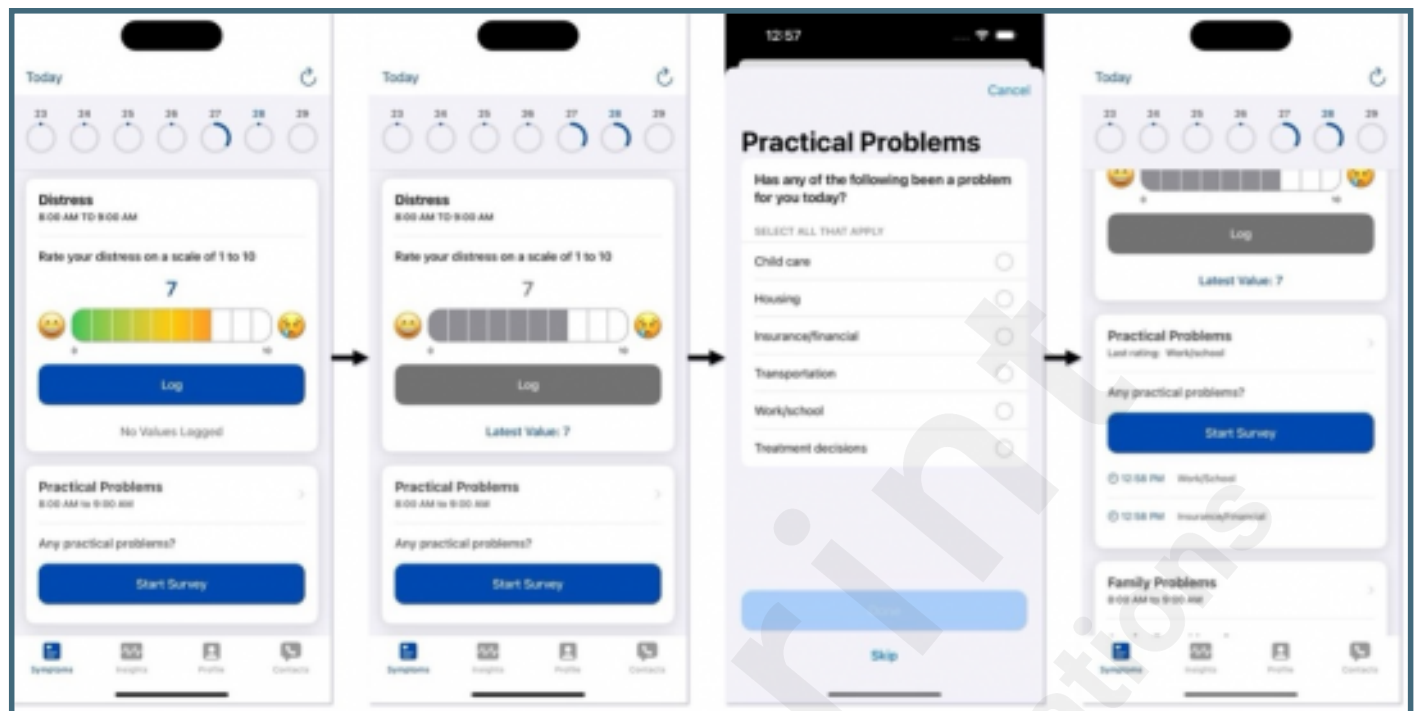 Today
23 24 25 26 27 28 29
Distress
8:00 AM TO 9:00 AM
Rate your distress on a scale of 1 to 10
7
0 10
Log
No Values Logged
Practical Problems
8:00 AM to 9:00 AM
Any practical problems?
Start Survey
Symptoms Insights Profile Contacts
Today
23 24 25 26 27 28 29
Distress
8:00 AM TO 9:00 AM
Rate your distress on a scale of 1 to 10
7
0 10
Log
Latest Value: 7
Practical Problems
8:00 AM to 9:00 AM
Any practical problems?
Start Survey
Symptoms Insights Profile Contacts
12:57
Cancel
Practical Problems
Has any of the following been a problem
for you today?
SELECT ALL THAT APPLY
Child care
Housing
Insurance/financial
Transportation
Work/school
Treatment decisions
Done
Skip
Today
23 24 25 26 27 28 29
0 10
Log
Latest Value: 7
Practical Problems
Last rating: Work/school
Any practical problems?
Start Survey
12:58 PM Work/School
12:58 PM Insurance/Financial
Family Problems
8:00 AM to 9:00 AM
Symptoms Insights Profile Contacts
rint
tions